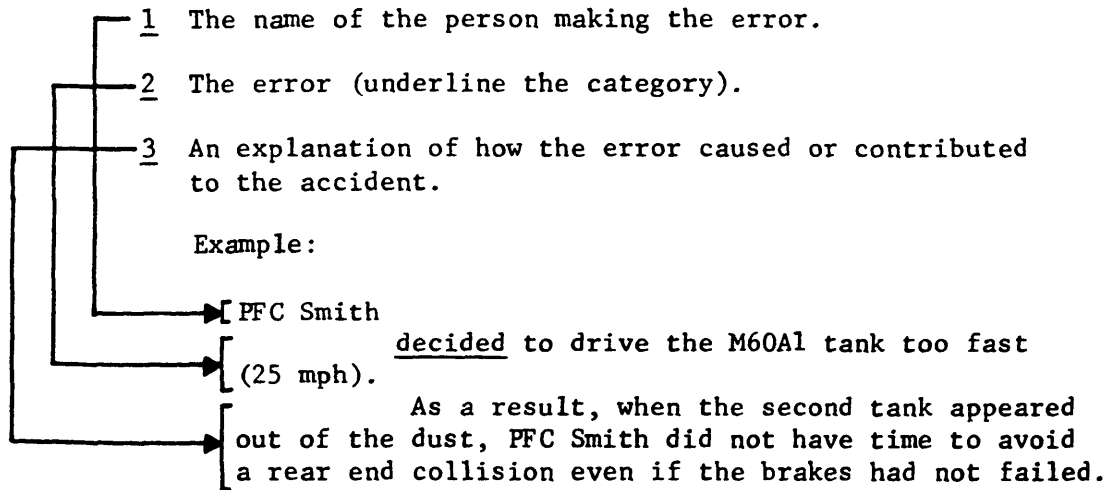 1 The name of the person making the error.
2 The error (underline the category).
3 An explanation of how the error caused or contributed
to the accident.
Example:
PFC Smith
decided to drive the M60A1 tank too fast
(25 mph).
As a result, when the second tank appeared
out of the dust, PFC Smith did not have time to avoid
a rear end collision even if the brakes had not failed.